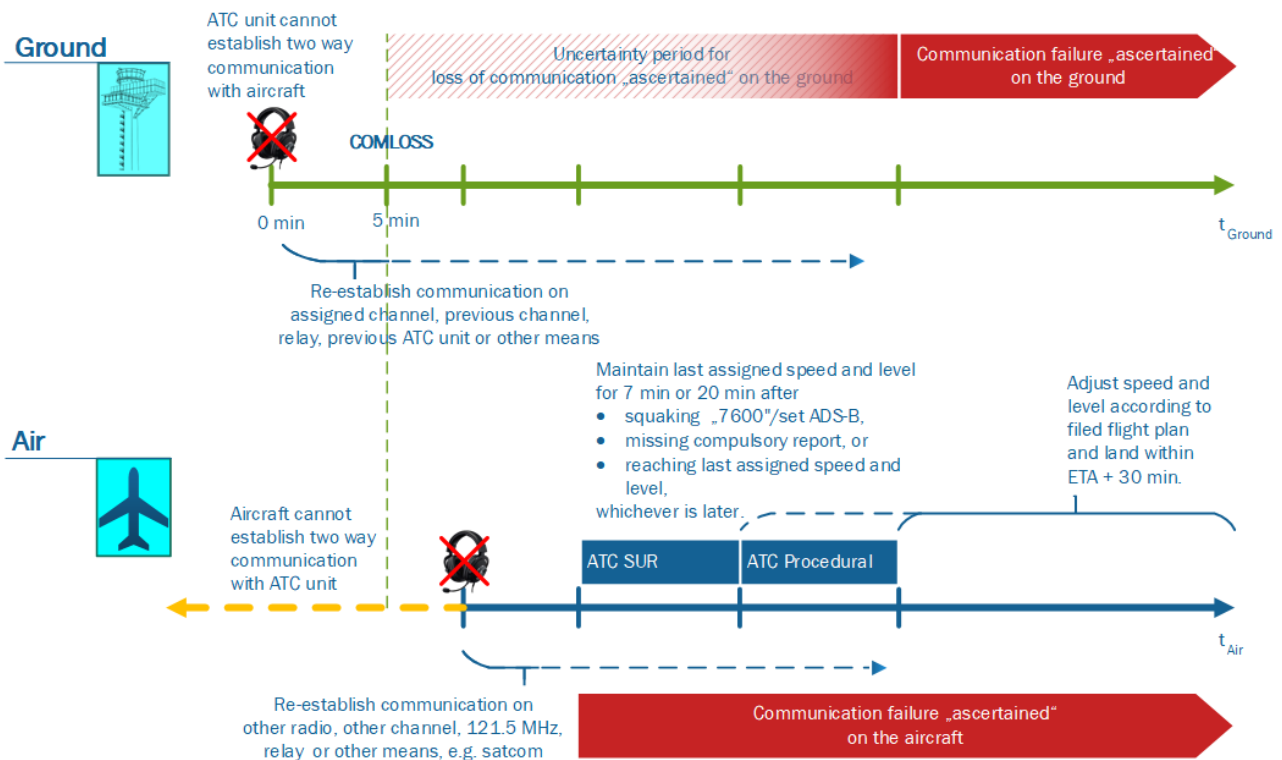 Ground
ATC unit cannot
establish two way
communication
with aircraft
Uncertainty period for
loss of communication „ascertained“ on the ground
Communication failure „ascertained“
on the ground
COMLOSS
0 min
5 min
t Ground
Re-establish communication on
assigned channel, previous channel,
relay, previous ATC unit or other means
Air
Aircraft cannot
establish two way
communication
with ATC unit
Maintain last assigned speed and level
for 7 min or 20 min after
• squaking „7600"/set ADS-B,
• missing compulsory report, or
• reaching last assigned speed and
level,
whichever is later.
Adjust speed and
level according to
filed flight plan
and land within
ETA + 30 min.
ATC SUR
ATC Procedural
t Air
Re-establish communication on
other radio, other channel, 121.5 MHz,
relay or other means, e.g. satcom
Communication failure „ascertained“
on the aircraft